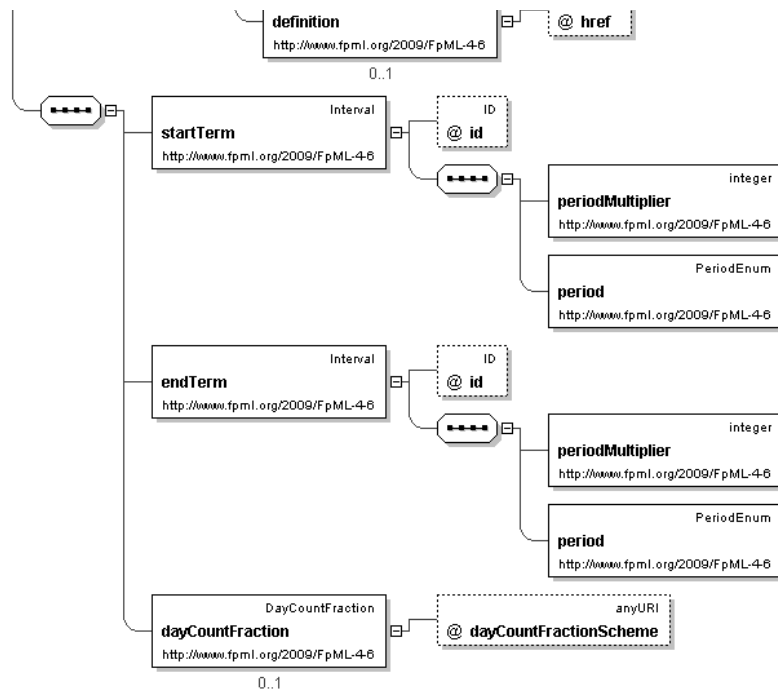 definition
http://www.fpml.org/2009/FpML-4-6
@ href
0..1
Interval
startTerm
http://www.fpml.org/2009/FpML-4-6
ID
@ id
integer
periodMultiplier
http://www.fpml.org/2009/FpML-4-6
PeriodEnum
period
http://www.fpml.org/2009/FpML-4-6
Interval
endTerm
http://www.fpml.org/2009/FpML-4-6
ID
@ id
integer
periodMultiplier
http://www.fpml.org/2009/FpML-4-6
PeriodEnum
period
http://www.fpml.org/2009/FpML-4-6
DayCountFraction
dayCountFraction
http://www.fpml.org/2009/FpML-4-6
anyURI
@ dayCountFractionScheme
0..1